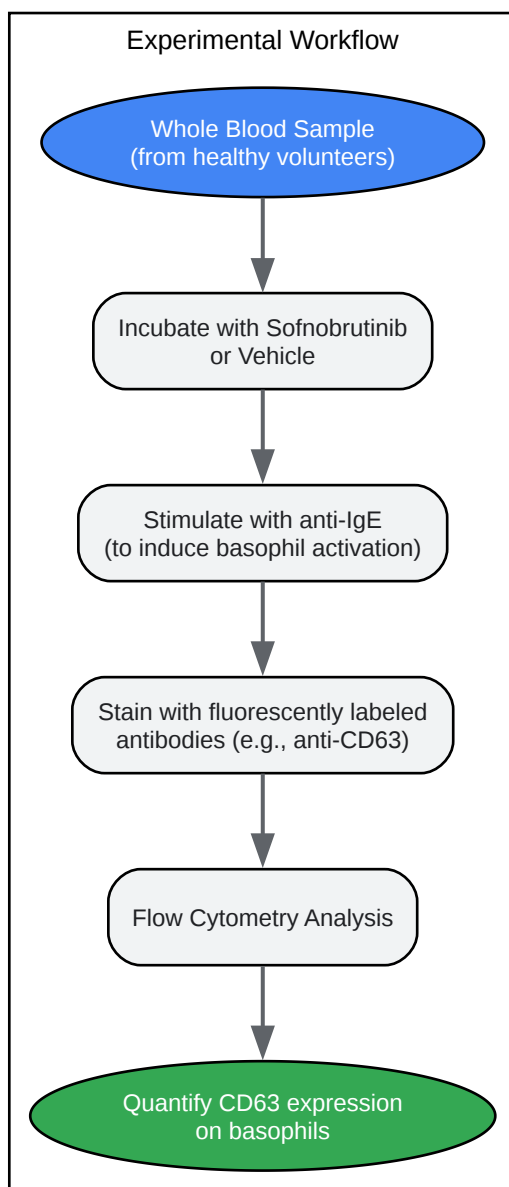 Experimental Workflow
Whole Blood Sample
(from healthy volunteers)
Incubate with Sofnobrutinib
or Vehicle
Stimulate with anti-IgE
(to induce basophil activation)
Stain with fluorescently labeled
antibodies (e.g., anti-CD63)
Flow Cytometry Analysis
Quantify CD63 expression
on basophils